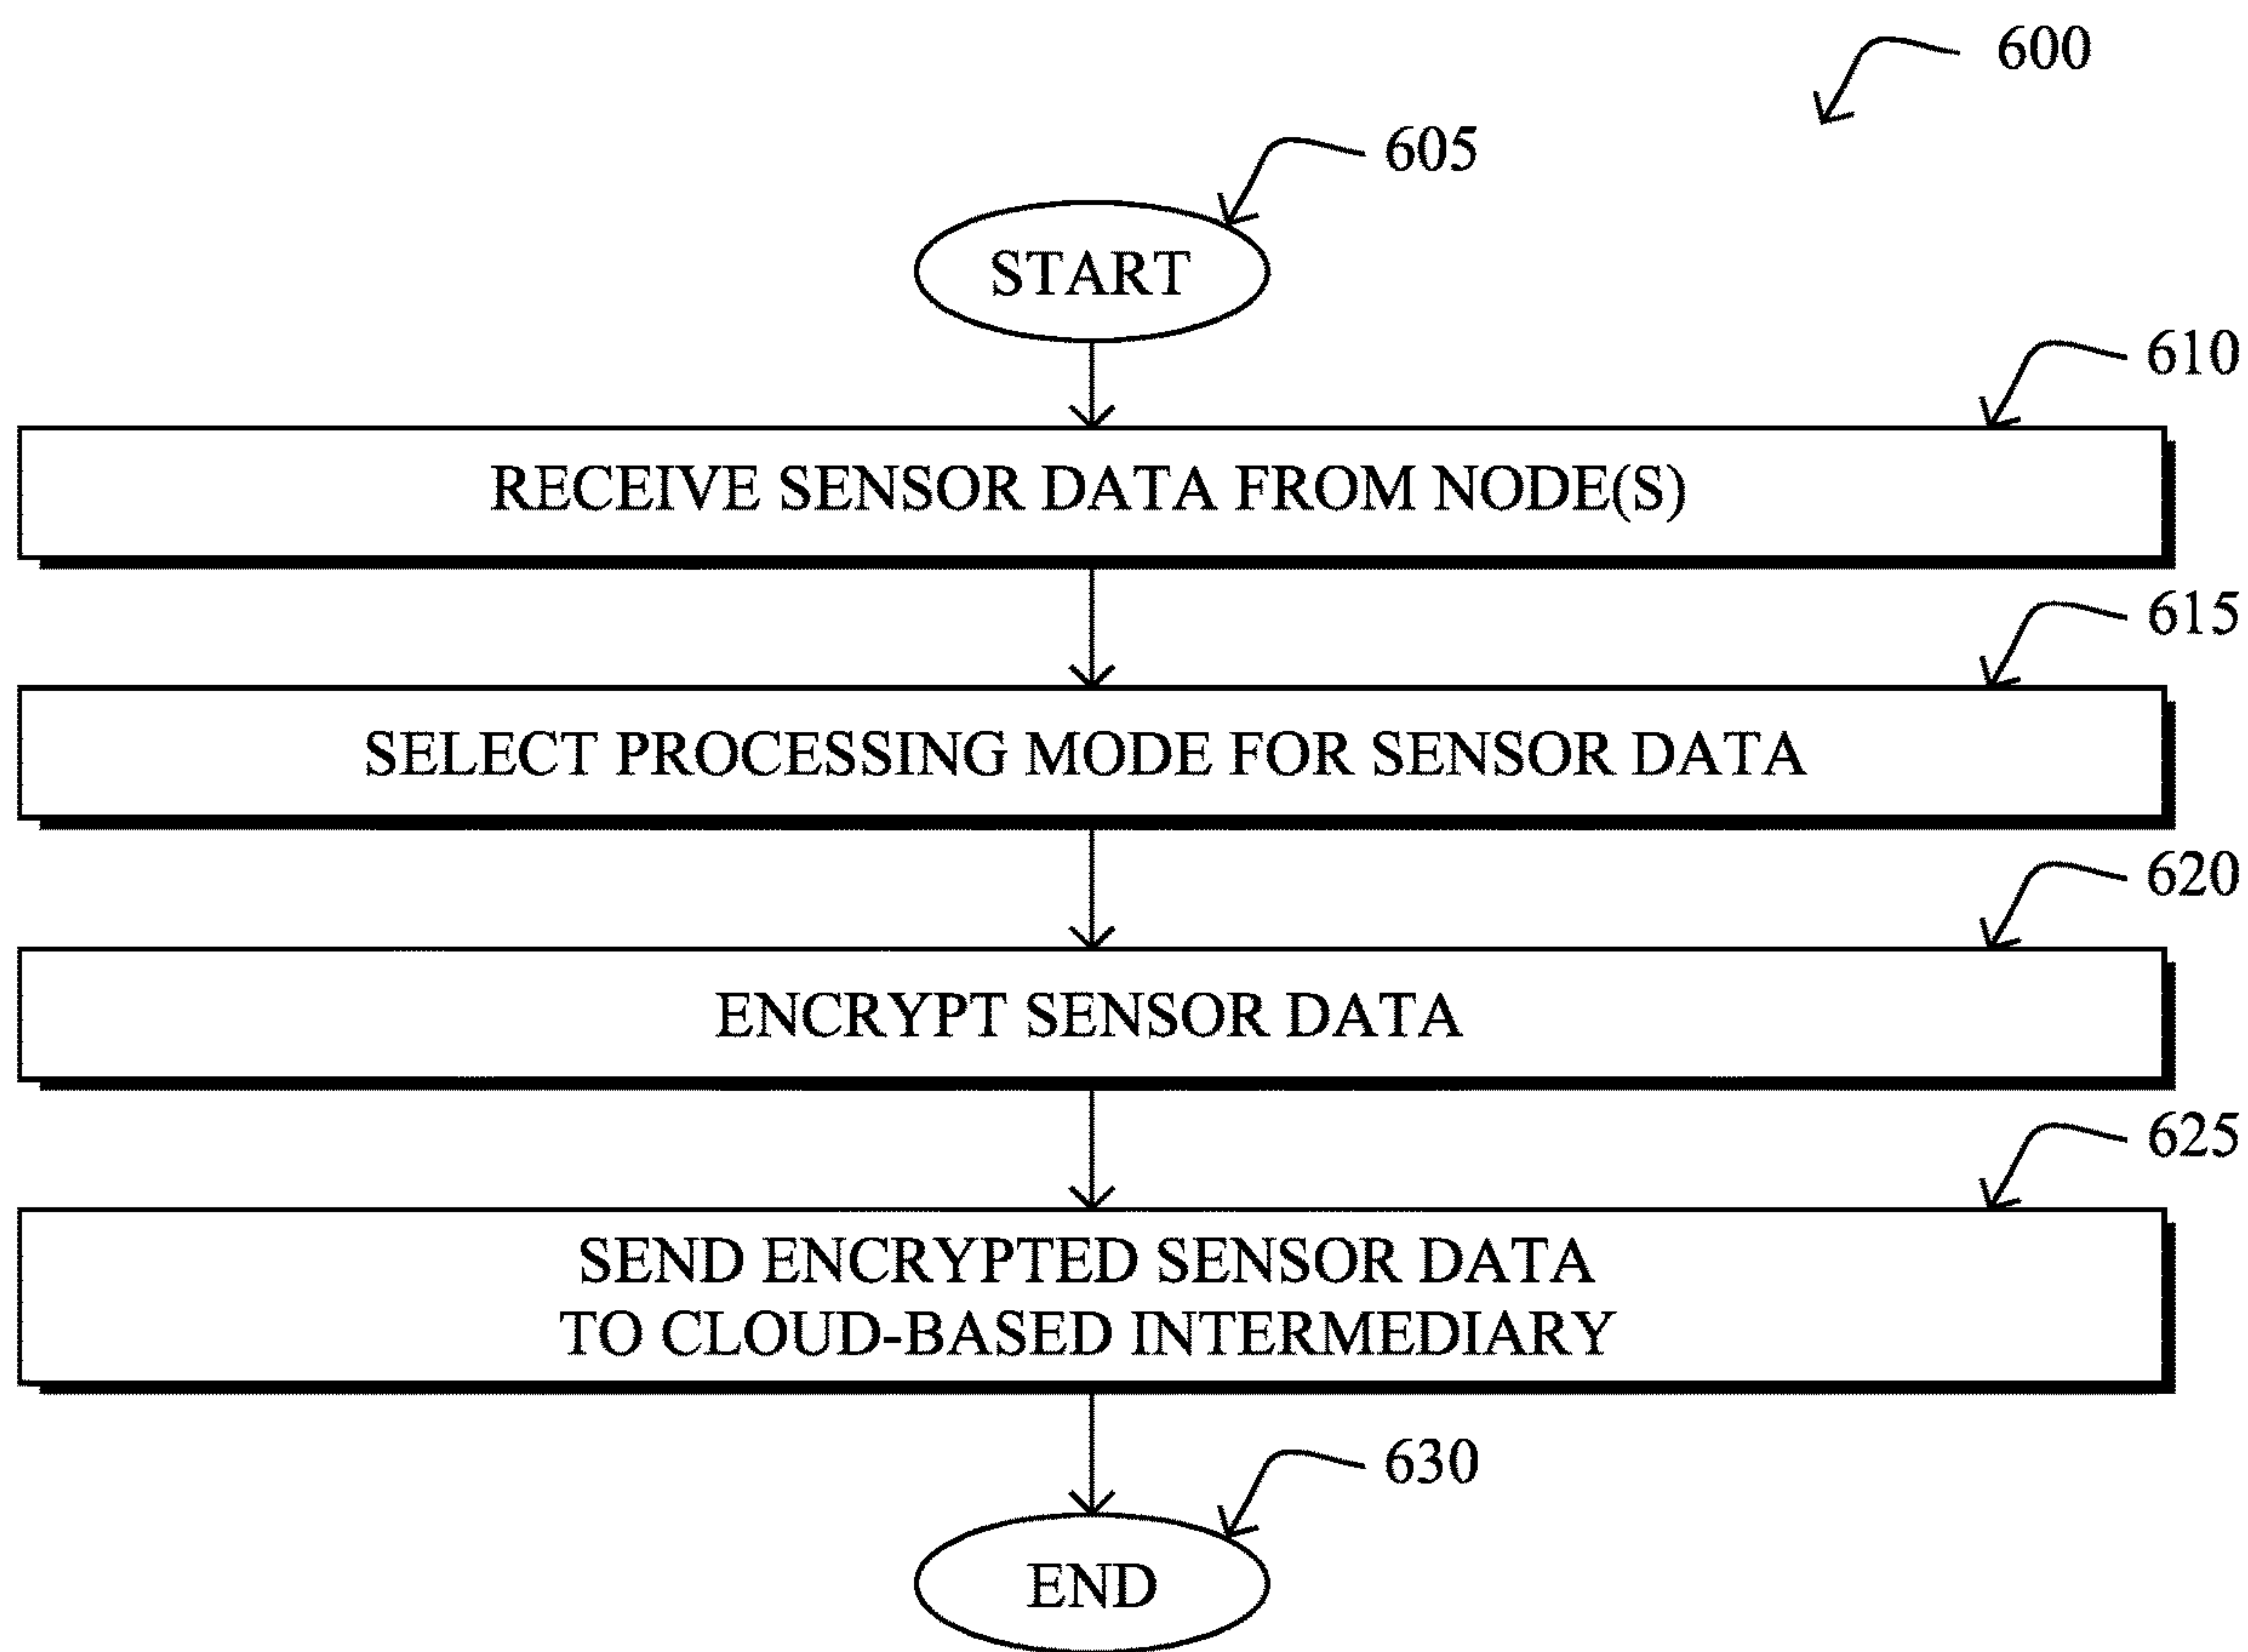 600
605
START
610
RECEIVE SENSOR DATA FROM NODE(S)
615
SELECT PROCESSING MODE FOR SENSOR DATA
620
ENCRYPT SENSOR DATA
625
SEND ENCRYPTED SENSOR DATA
TO CLOUD-BASED INTERMEDIARY
630
END